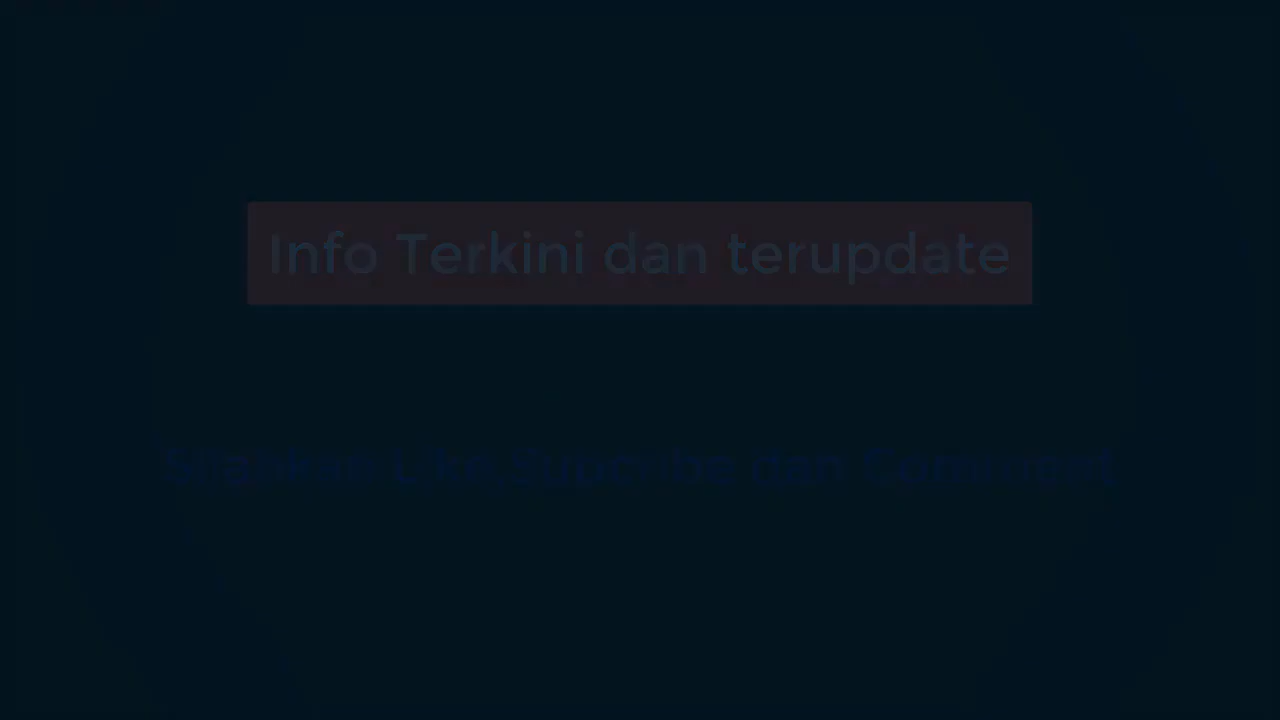 Info Terkini dan terupdate
Silahkan Like,Subcribe dan Comment